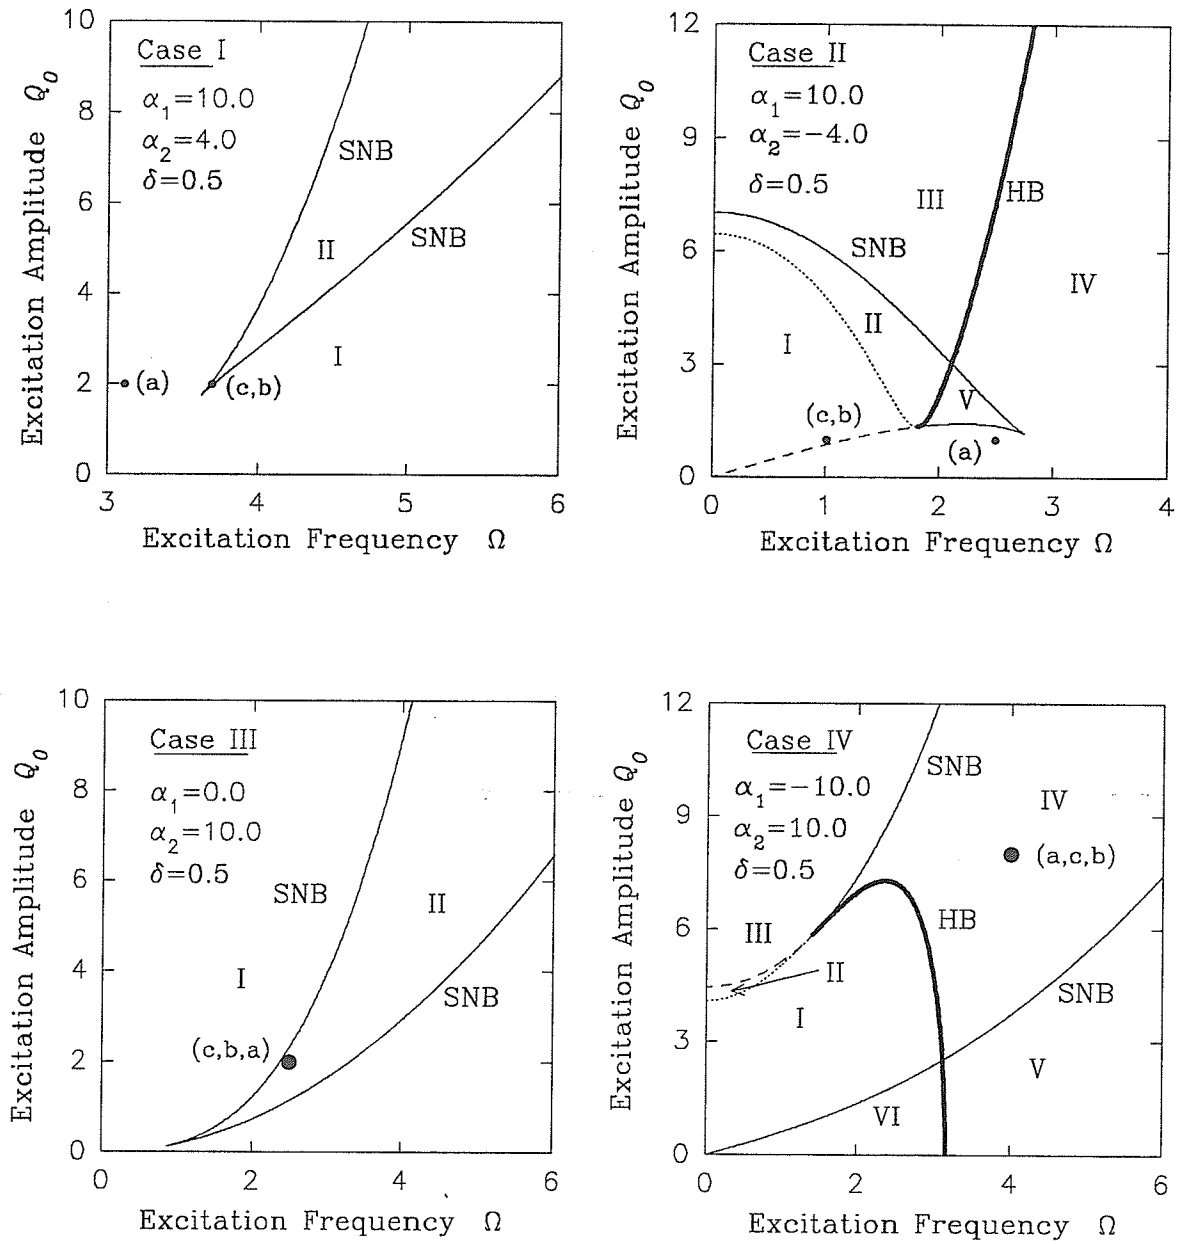 Case I
α₁=10.0
α₂=4.0
δ=0.5
SNB
SNB
II
I
(a)
(c,b)
10
8
6
4
2
0
3
4
5
6
Excitation Amplitude Q₀
Excitation Frequency Ω
Case II
α₁=10.0
α₂=−4.0
δ=0.5
III
HB
SNB
IV
II
I
V
(c,b)
(a)
12
9
6
3
0
0
1
2
3
4
Excitation Amplitude Q₀
Excitation Frequency Ω
Case III
α₁=0.0
α₂=10.0
δ=0.5
SNB
II
I
SNB
(c,b,a)
10
8
6
4
2
0
0
2
4
6
Excitation Amplitude Q₀
Excitation Frequency Ω
Case IV
α₁=−10.0
α₂=10.0
δ=0.5
SNB
IV
(a,c,b)
HB
III
II
I
SNB
V
VI
12
9
6
3
0
0
2
4
6
Excitation Amplitude Q₀
Excitation Frequency Ω